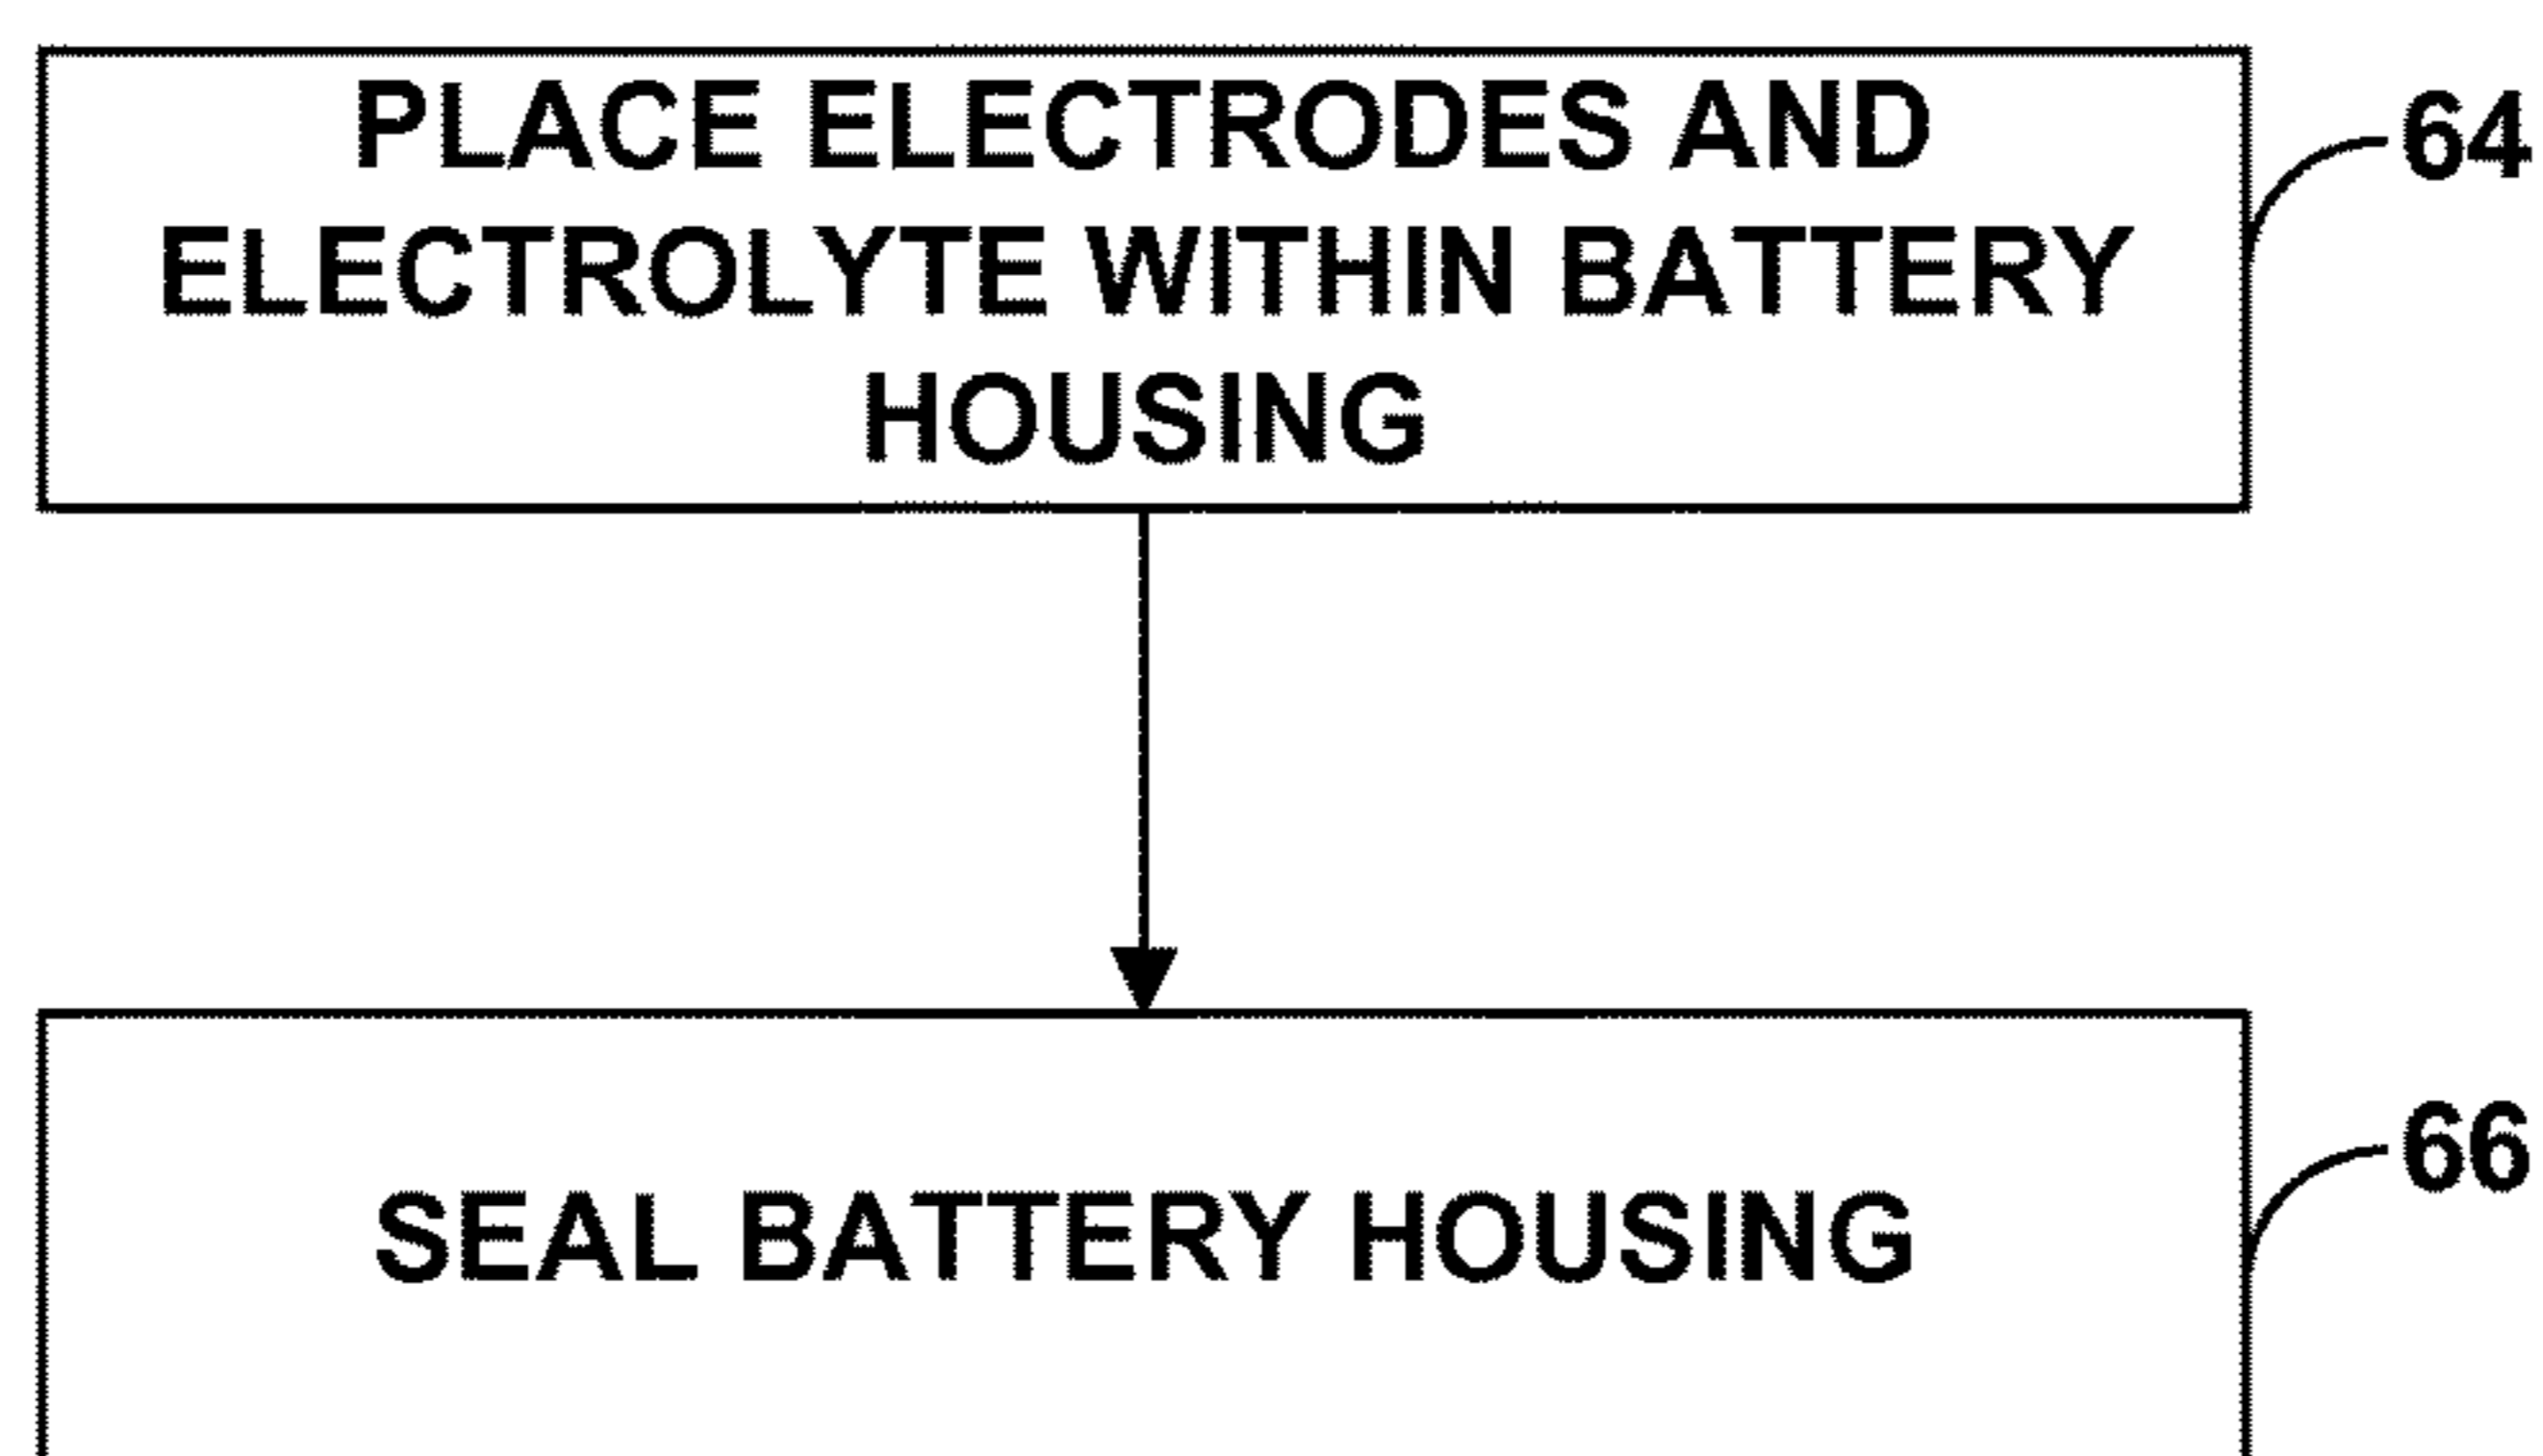 PLACE ELECTRODES AND
ELECTROLYTE WITHIN BATTERY
HOUSING
64
SEAL BATTERY HOUSING
66